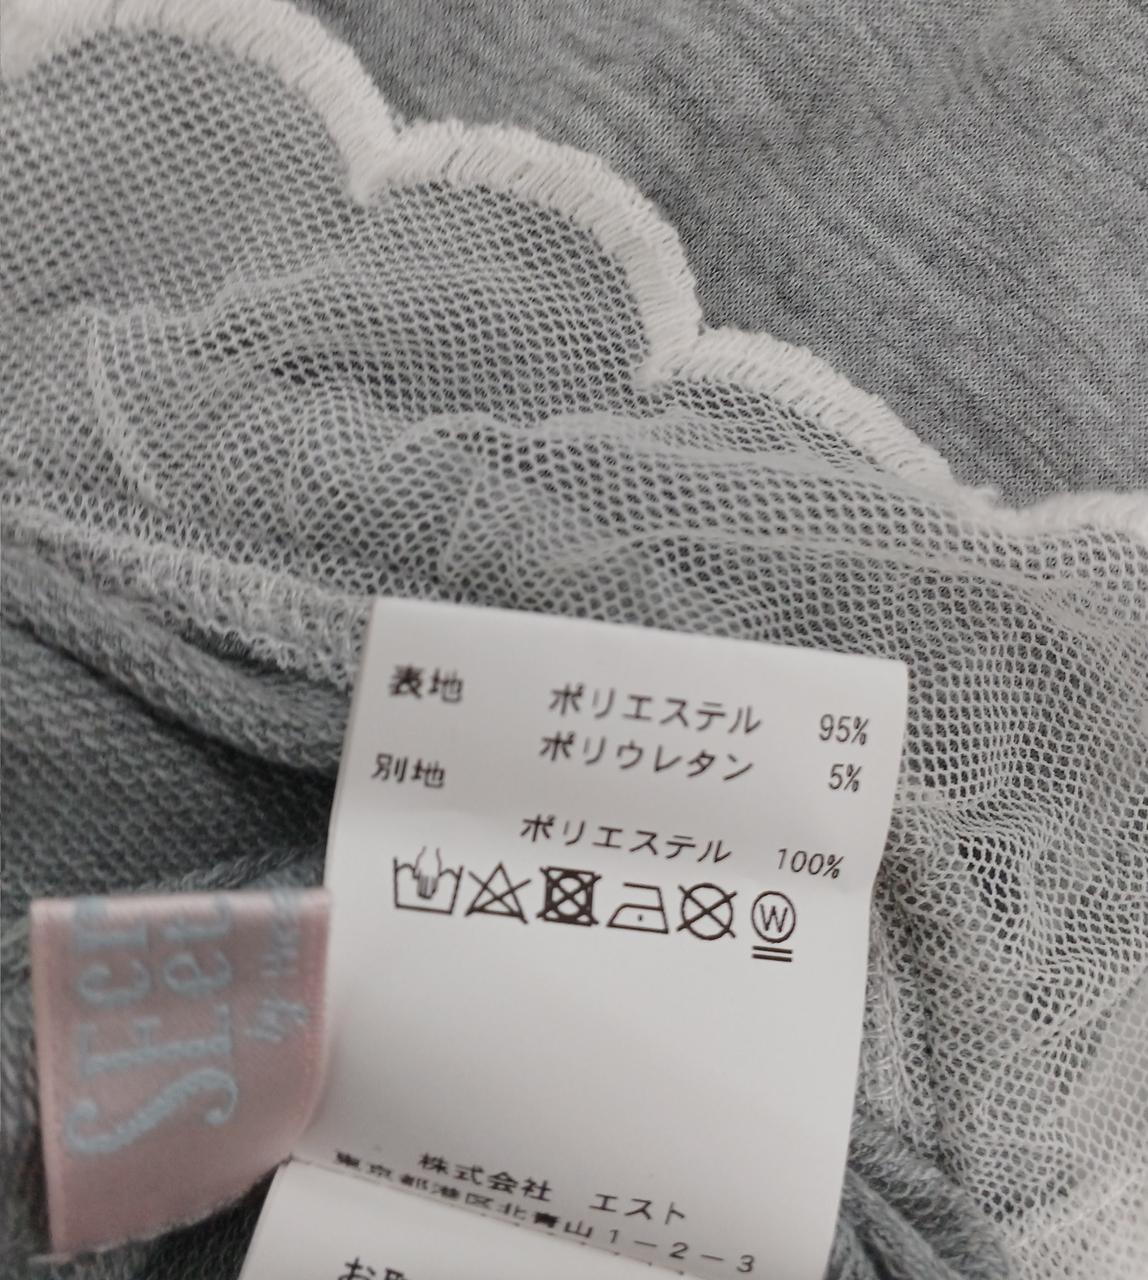 表地 ポリエステル 95%
ポリウレタン 5%
別地
ポリエステル 100%
W
株式会社 エスト
東京都港区北青山1-2-3